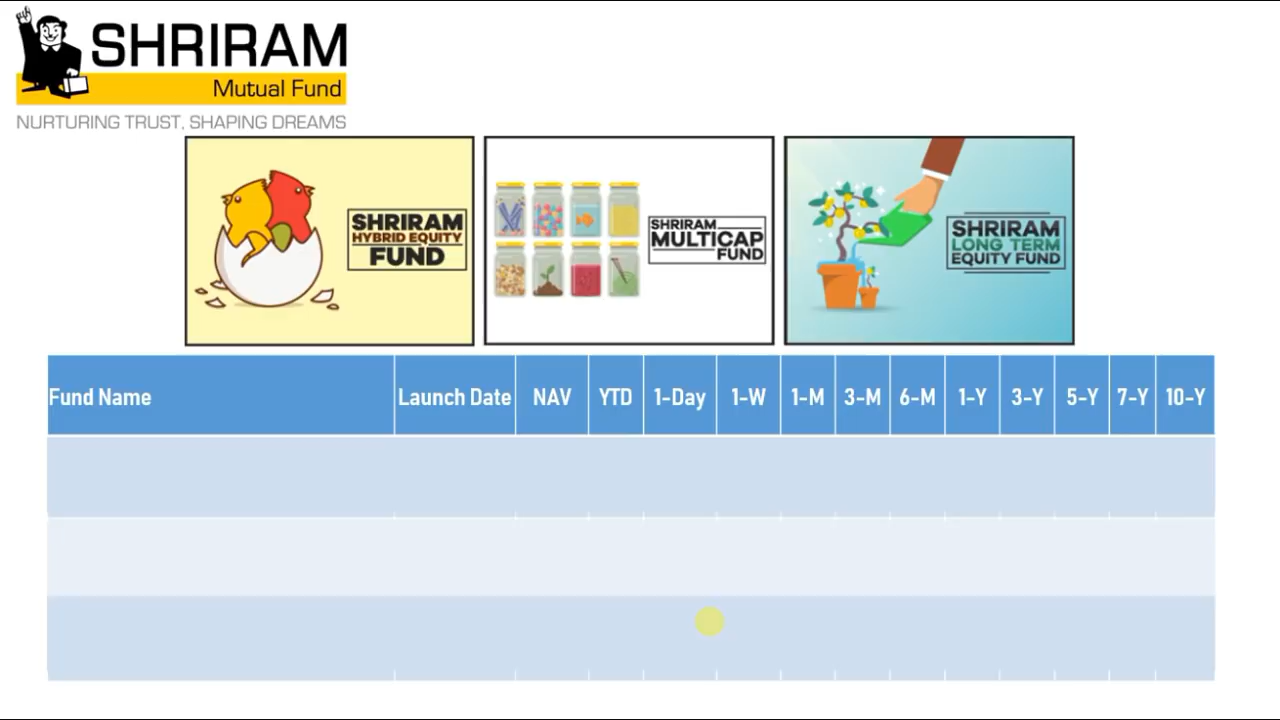 SHRIRAM
Mutual Fund
NURTURING TRUST, SHAPING DREAMS
SHRIRAM
HYBRID EQUITY
FUND
SHRIRAM
MULTICAP
FUND
SHRIRAM
LONG TERM
EQUITY FUND
Fund Name Launch Date NAV YTD 1-Day 1-W 1-M 3-M 6-M 1-Y 3-Y 5-Y 7-Y 10-Y